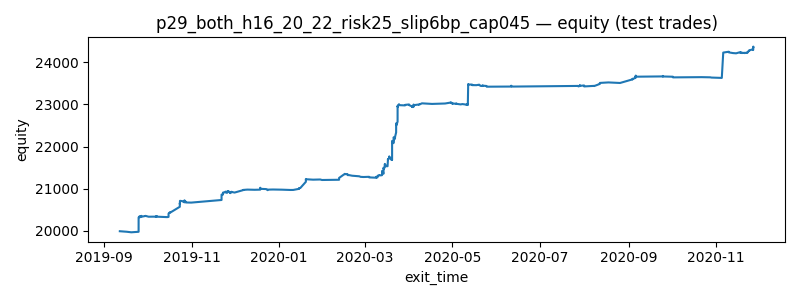 p29_both_h16_20_22_risk25_slip6bp_cap045 — equity (test trades)
equity
24000
23000
22000
21000
20000
2019-09 2019-11 2020-01 2020-03 2020-05 2020-07 2020-09 2020-11
exit_time